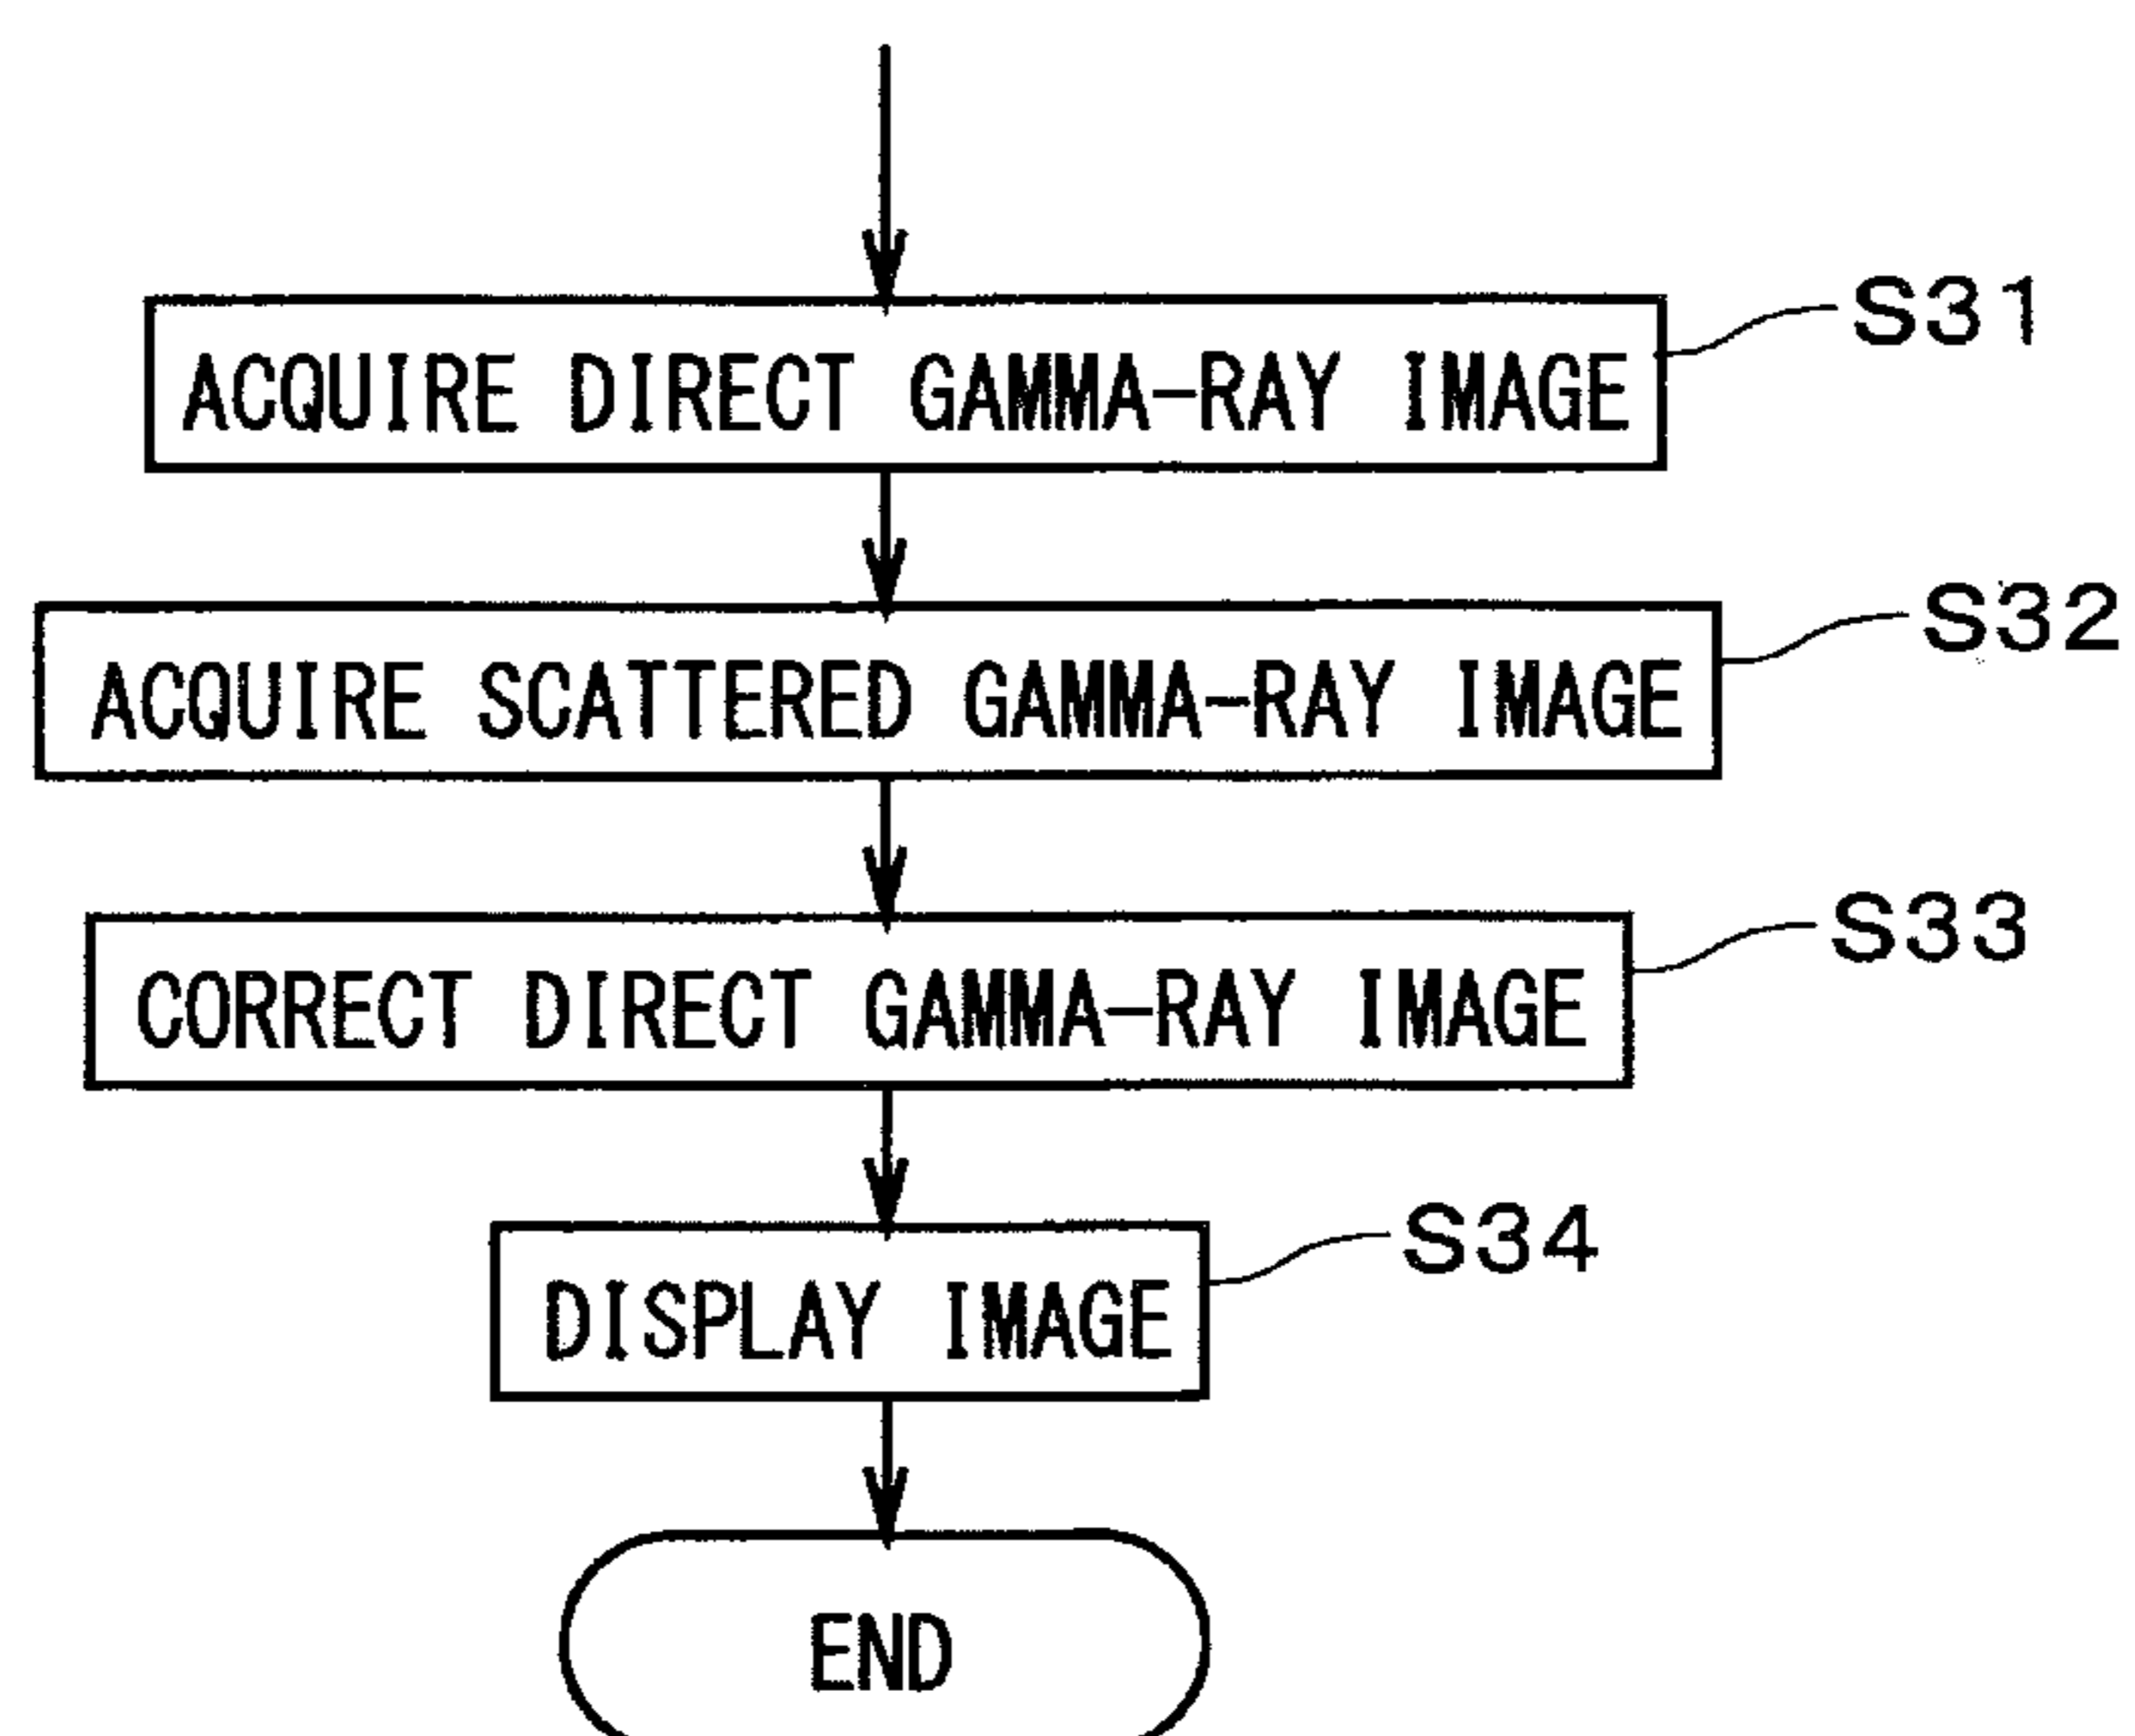 S31
ACQUIRE DIRECT GAMMA-RAY IMAGE
S32
ACQUIRE SCATTERED GAMMA-RAY IMAGE
S33
CORRECT DIRECT GAMMA-RAY IMAGE
S34
DISPLAY IMAGE
END